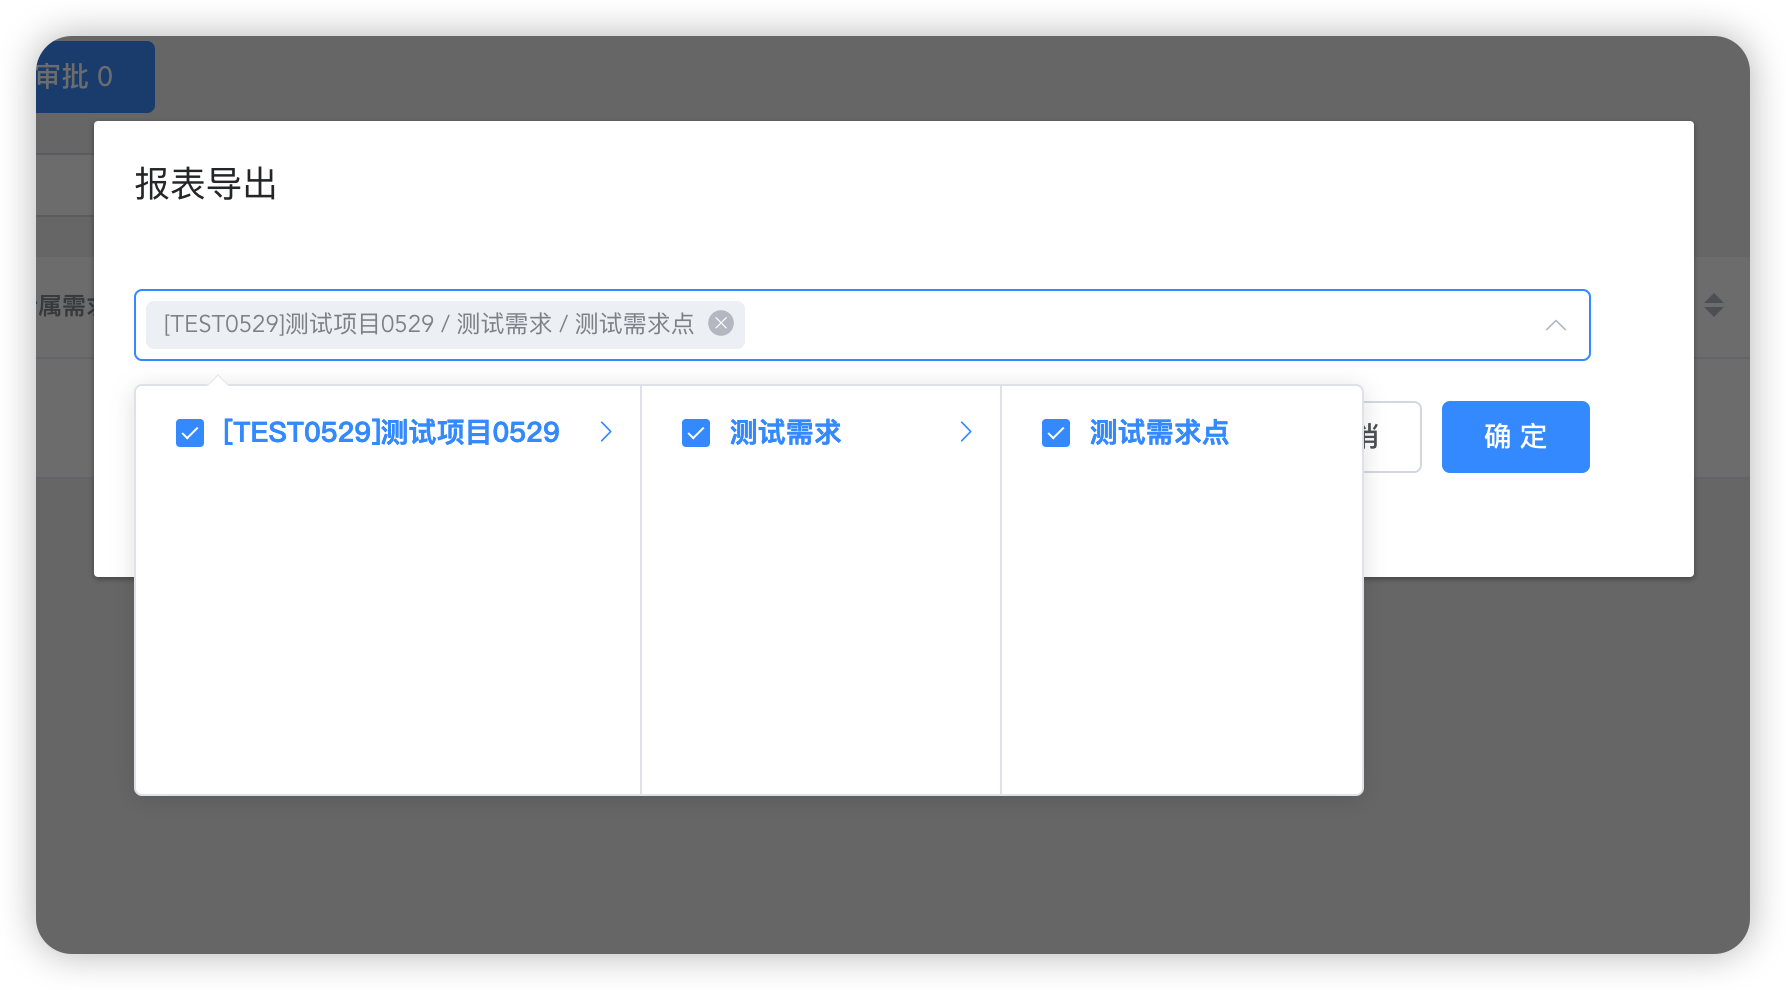 审批 0
报表导出
属需
[TEST0529]测试项目0529 / 测试需求 / 测试需求点
[TEST0529]测试项目0529
测试需求
测试需求点
确 定